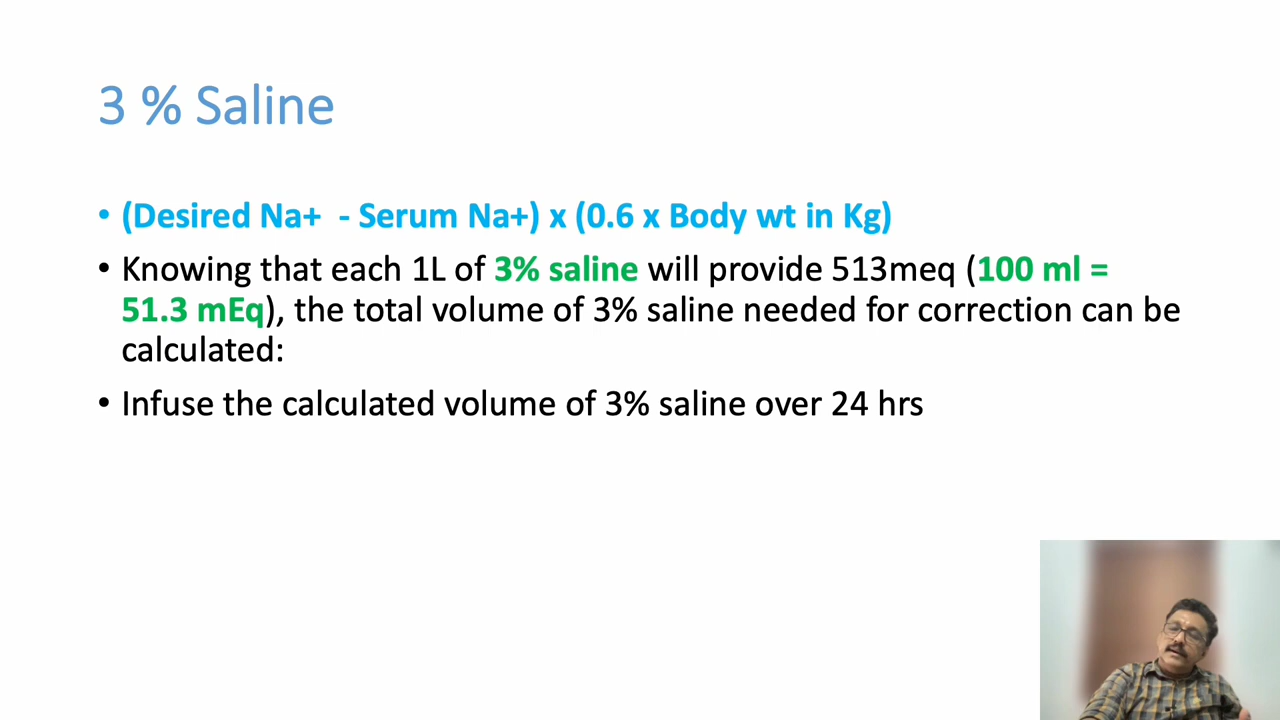 3 % Saline
• (Desired Na+ - Serum Na+) x (0.6 x Body wt in Kg)
• Knowing that each 1L of 3% saline will provide 513meq (100 ml =
51.3 mEq), the total volume of 3% saline needed for correction can be
calculated:
• Infuse the calculated volume of 3% saline over 24 hrs